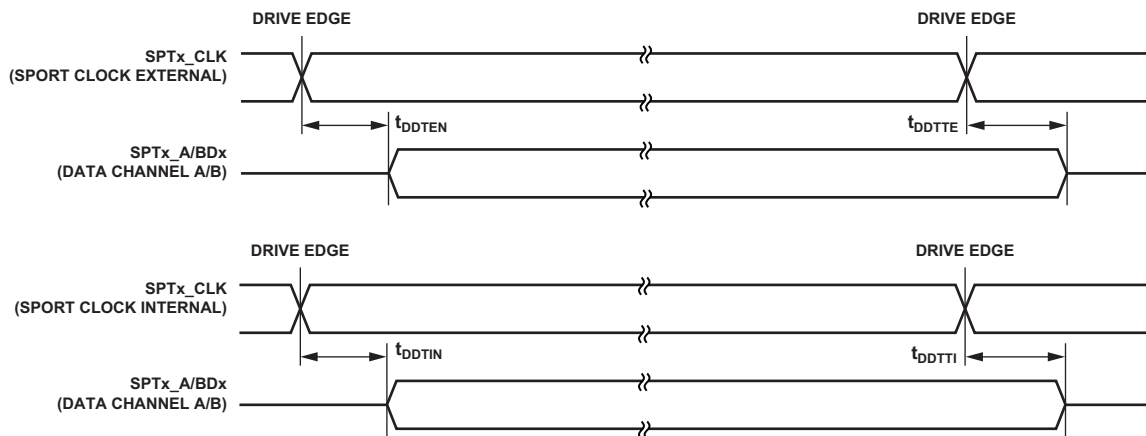 DRIVE EDGE DRIVE EDGE
SPTx_CLK
(SPORT CLOCK EXTERNAL)
tDDTEN tDDTTE
SPTx_A/BDx
(DATA CHANNEL A/B)
DRIVE EDGE DRIVE EDGE
SPTx_CLK
(SPORT CLOCK INTERNAL)
tDDTIN tDDTTI
SPTx_A/BDx
(DATA CHANNEL A/B)